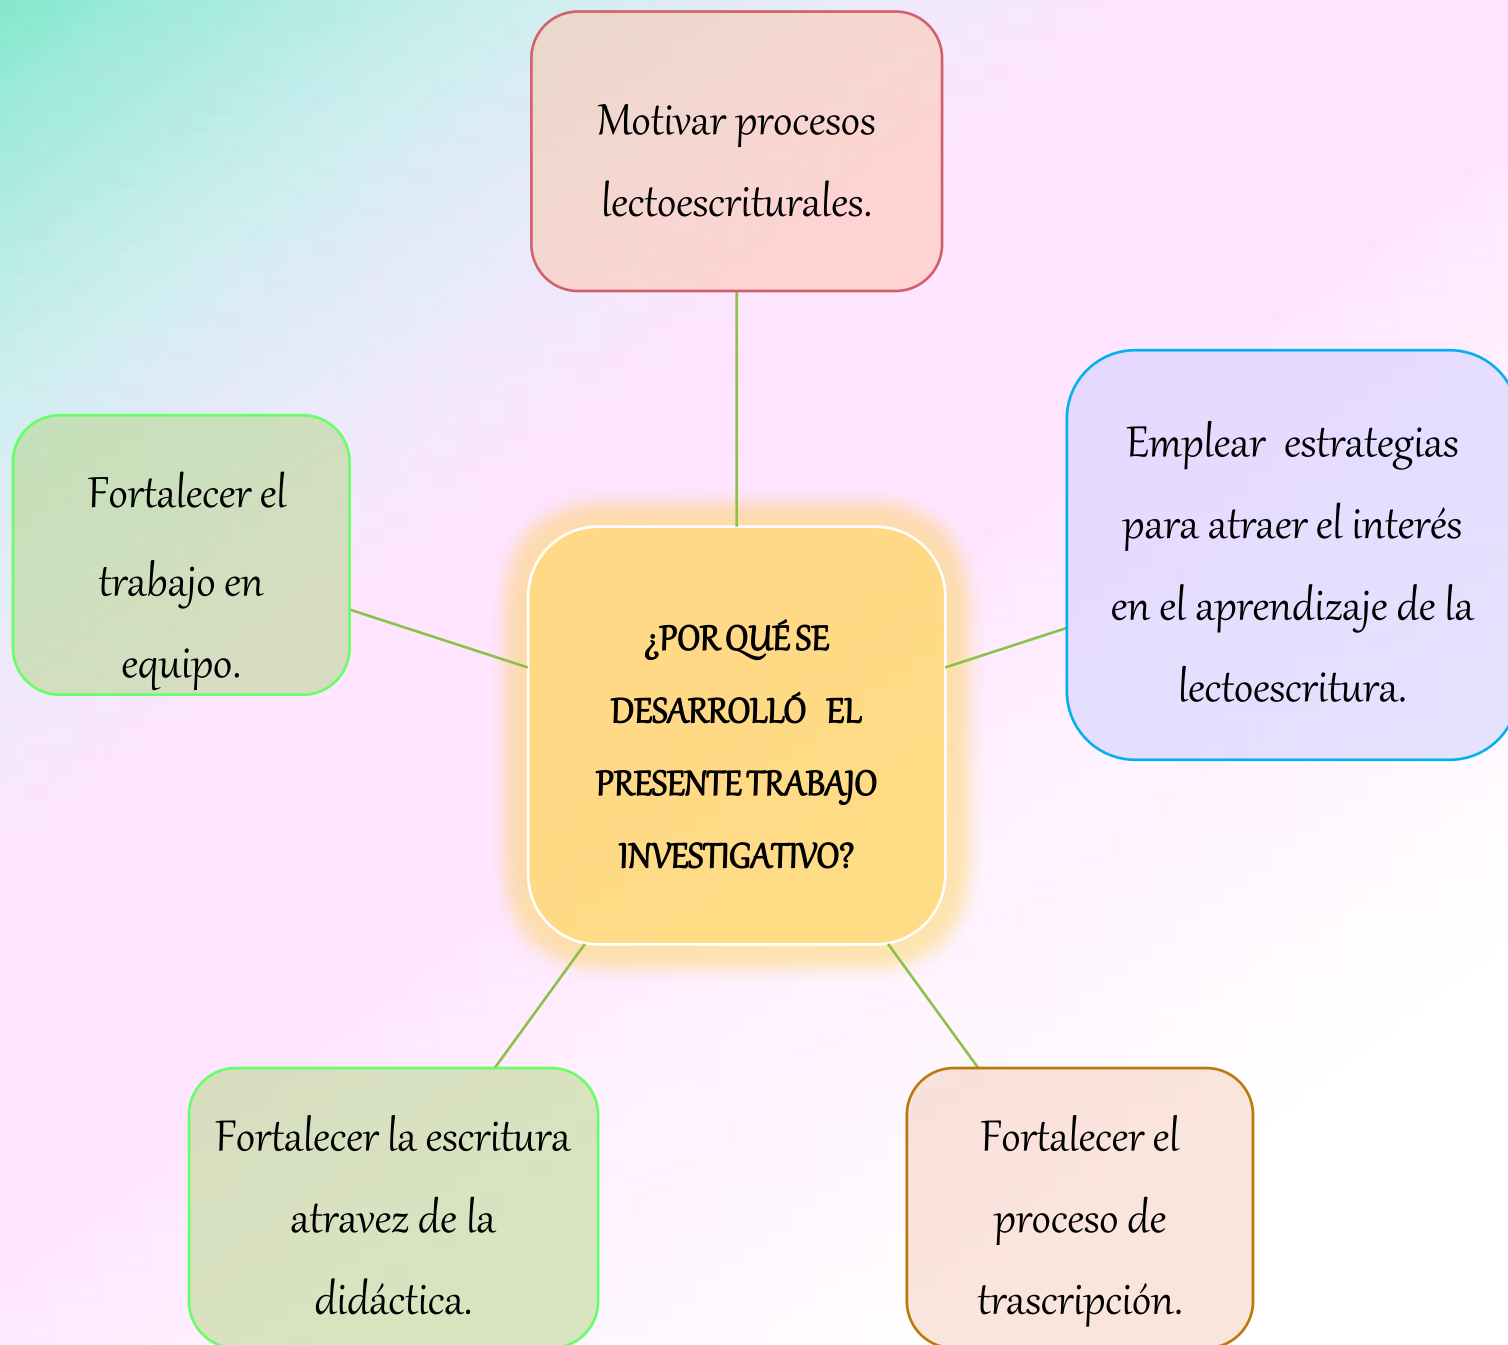 Motivar procesos
lectoescriturales.
Emplear estrategias
para atraer el interés
en el aprendizaje de la
lectoescritura.
Fortalecer el
trabajo en
equipo.
¿POR QUÉ SE
DESARROLLÓ EL
PRESENTE TRABAJO
INVESTIGATIVO?
Fortalecer la escritura
atravez de la
didáctica.
Fortalecer el
proceso de
trascripción.